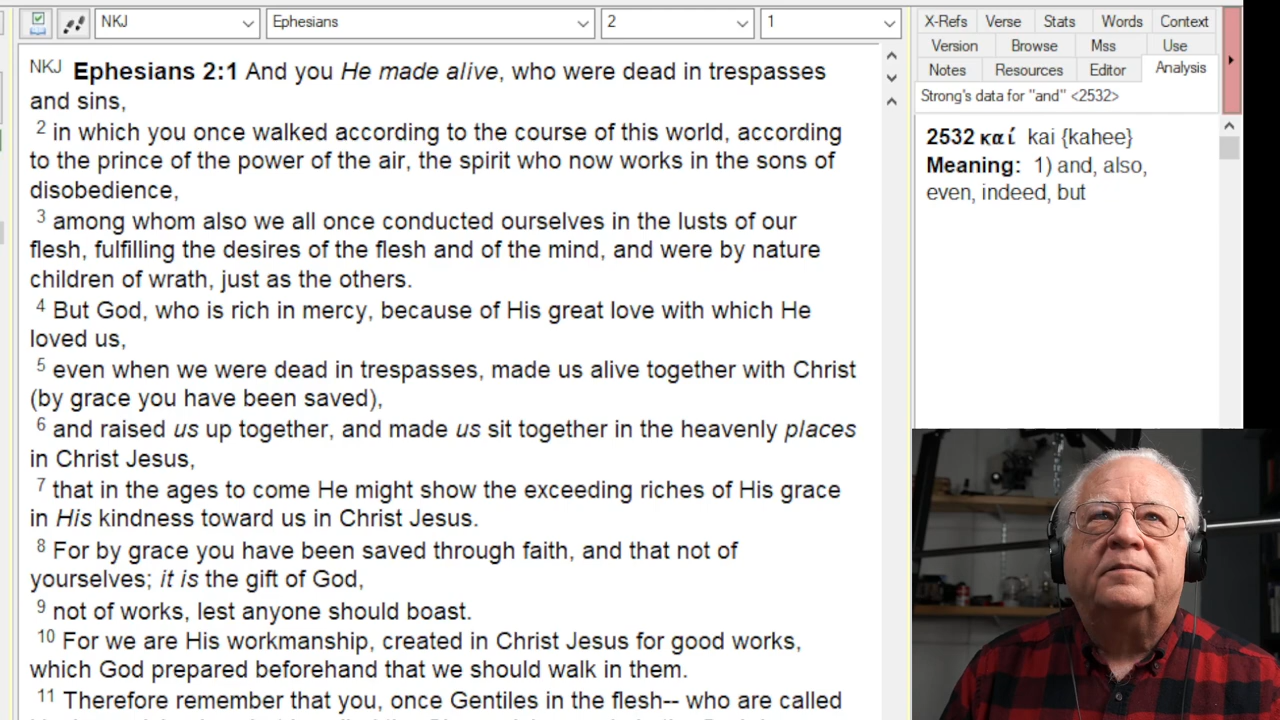 NKJ Ephesians 2 1
NKJ Ephesians 2:1 And you He made alive, who were dead in trespasses
and sins,
2 in which you once walked according to the course of this world, according
to the prince of the power of the air, the spirit who now works in the sons of
disobedience,
3 among whom also we all once conducted ourselves in the lusts of our
flesh, fulfilling the desires of the flesh and of the mind, and were by nature
children of wrath, just as the others.
4 But God, who is rich in mercy, because of His great love with which He
loved us,
5 even when we were dead in trespasses, made us alive together with Christ
(by grace you have been saved),
6 and raised us up together, and made us sit together in the heavenly places
in Christ Jesus,
7 that in the ages to come He might show the exceeding riches of His grace
in His kindness toward us in Christ Jesus.
8 For by grace you have been saved through faith, and that not of
yourselves; it is the gift of God,
9 not of works, lest anyone should boast.
10 For we are His workmanship, created in Christ Jesus for good works,
which God prepared beforehand that we should walk in them.
11 Therefore remember that you, once Gentiles in the flesh-- who are called
X-Refs Verse Stats Words Context
Version Browse Mss Use
Notes Resources Editor Analysis
Strong's data for "and" <2532>
2532 καί kai {kahee}
Meaning: 1) and, also,
even, indeed, but